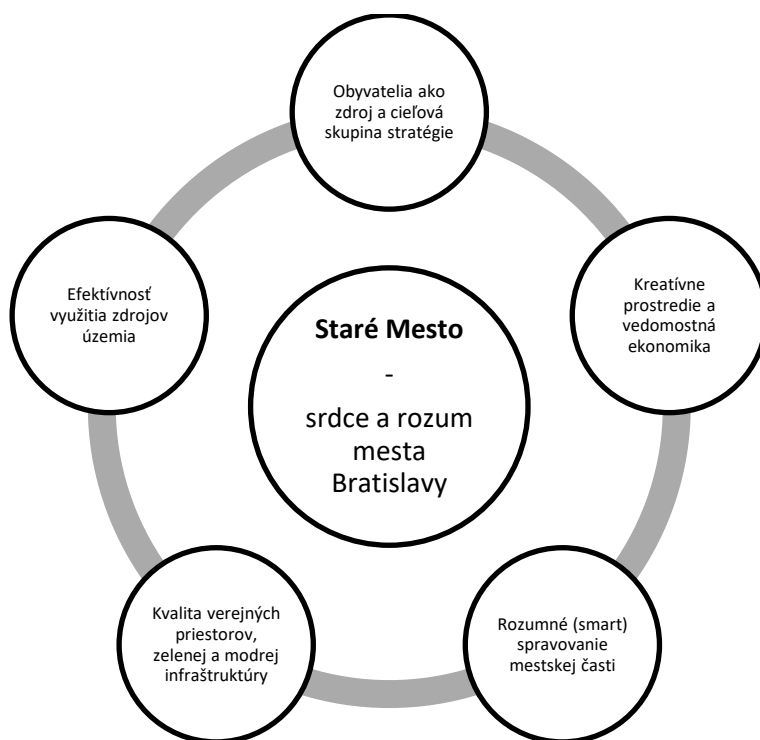 Obyvatelia ako
zdroj a cieľová
skupina stratégie
Kreatívne
prostredie a
vedomostná
ekonomika
Rozumné (smart)
spravovanie
mestskej časti
Kvalita verejných
priestorov,
zelenej a modrej
infraštruktúry
Efektívnosť
využitia zdrojov
územia
Staré Mesto
-
srdce a rozum
mesta
Bratislavy